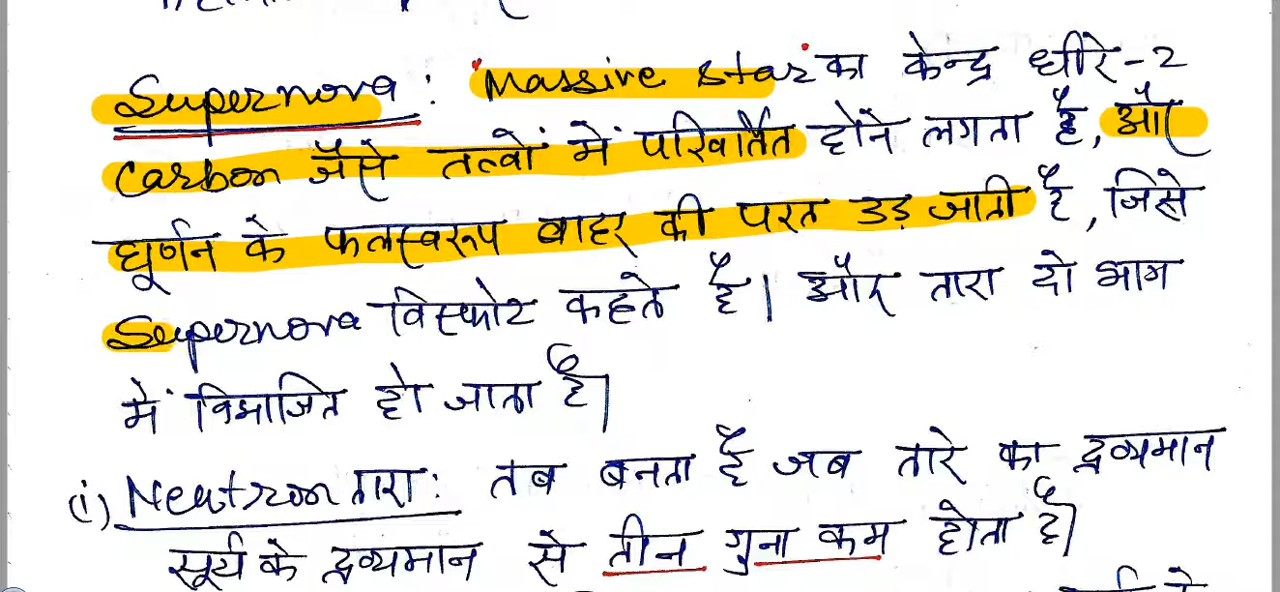 Supernova : Massive star का केन्द्र धीरे-2
carbon जैसे तत्वों में परिवर्तित होने लगता है, और
घूर्णन के फलस्वरूप बाहर की परत उड़ जाती है, जिसे
Supernova विस्फोट कहते है। और तारा दो भाग
में विभाजित हो जाता है।
(i) Neutron तारा: तब बनता है जब तारे का द्रव्यमान
सूर्य के द्रव्यमान से तीन गुना कम होता है।